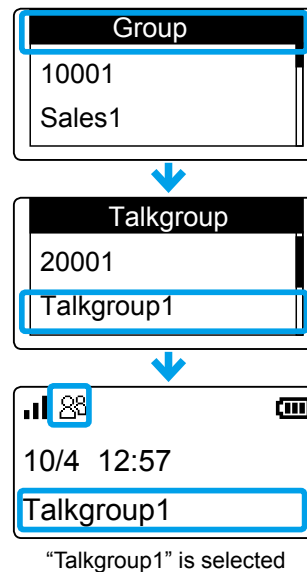 Group
10001
Sales1
Talkgroup
20001
Talkgroup1
10/4 12:57
Talkgroup1
“Talkgroup1” is selected